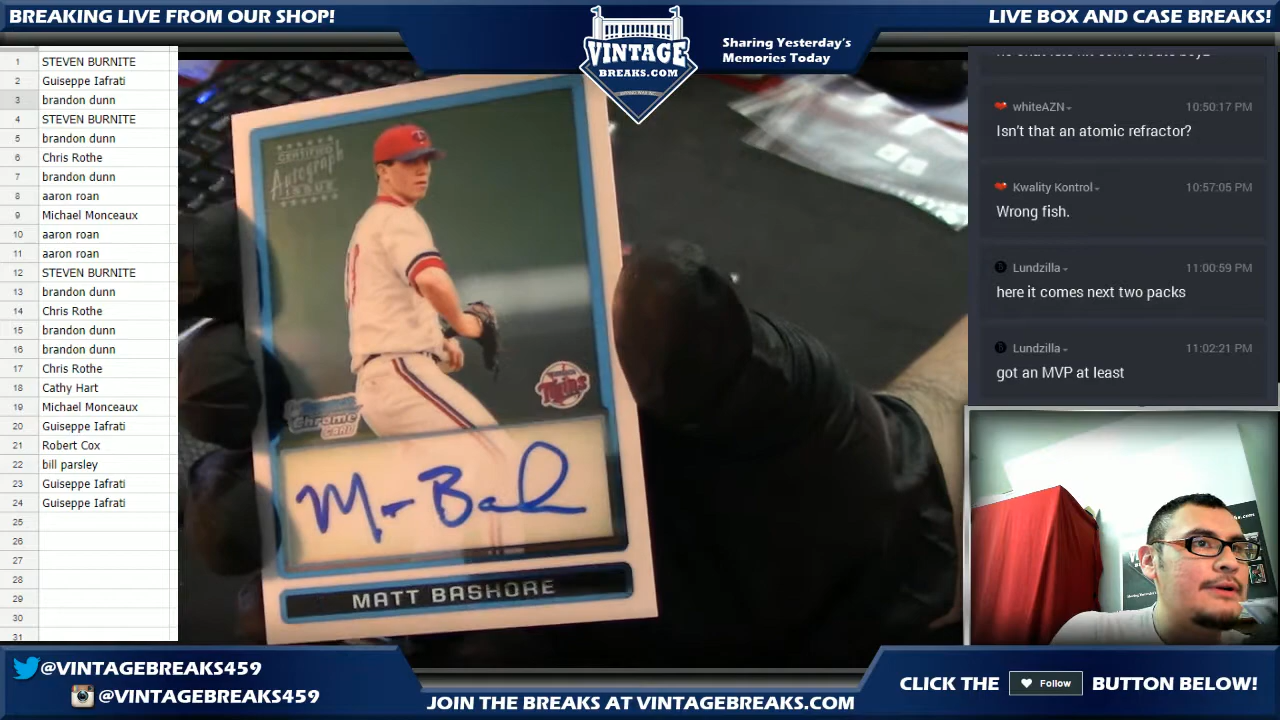 BREAKING LIVE FROM OUR SHOP!
VINTAGE
BREAKS.COM
Sharing Yesterday's
Memories Today
LIVE BOX AND CASE BREAKS!
1 STEVEN BURNITE
2 Guiseppe Iafrati
3 brandon dunn
4 STEVEN BURNITE
5 brandon dunn
6 Chris Rothe
7 brandon dunn
8 aaron roan
9 Michael Monceaux
10 aaron roan
11 aaron roan
12 STEVEN BURNITE
13 brandon dunn
14 Chris Rothe
15 brandon dunn
16 brandon dunn
17 Chris Rothe
18 Cathy Hart
19 Michael Monceaux
20 Guiseppe Iafrati
21 Robert Cox
22 bill parsley
23 Guiseppe Iafrati
24 Guiseppe Iafrati
25
26
27
28
29
30
31
CERTIFIED
Autograph
ISSUE
Twins
Chrome
CARD
MATT BASHORE
whiteAZN 10:50:17 PM
Isn't that an atomic refractor?
Kwality Kontrol 10:57:05 PM
Wrong fish.
Lundzilla 11:00:59 PM
here it comes next two packs
Lundzilla 11:02:21 PM
got an MVP at least
@VINTAGEBREAKS459
@VINTAGEBREAKS459
JOIN THE BREAKS AT VINTAGEBREAKS.COM
CLICK THE Follow BUTTON BELOW!